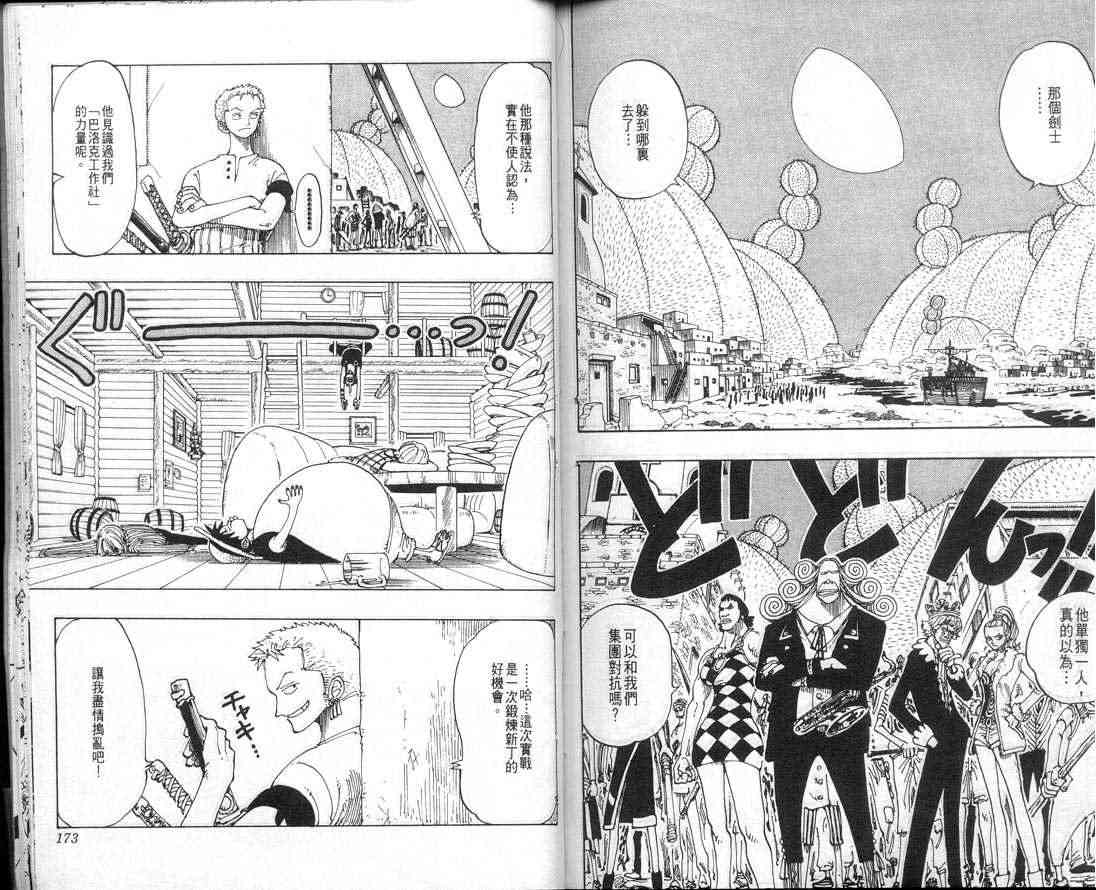 那個劍士
……
躲到哪裏
去了…
ど
ど
ん
っ!!
他單獨一人，
真的以為…
可以和我們
集團對抗嗎？
他那種說法，
實在不使人認為…
…………
他見識過我們
「巴洛克工作社」
的力量呢。
ぐー…っ!
……哈…這次實戰
是一次鍛煉新丁的
好機會。
チャキ…
讓我盡情搗亂吧！
173